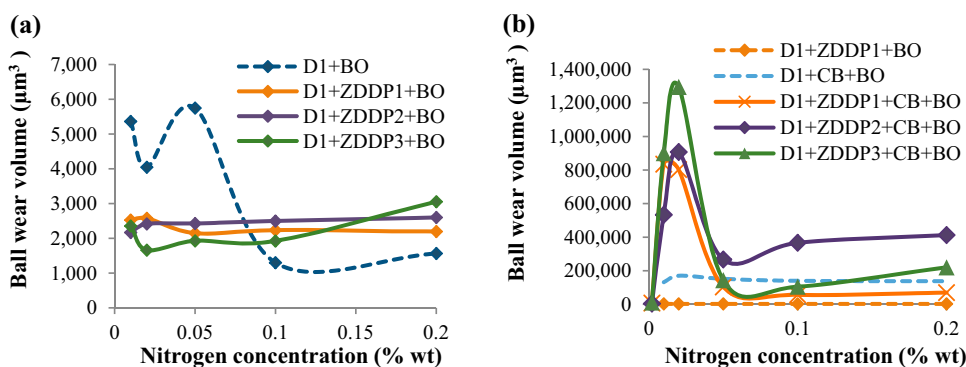 (a)
Ball wear volume (µm³ )
7,000
6,000
5,000
4,000
3,000
2,000
1,000
0
0
0.05
0.1
0.15
0.2
Nitrogen concentration (% wt)
D1+BO
D1+ZDDP1+BO
D1+ZDDP2+BO
D1+ZDDP3+BO
(b)
Ball wear volume (µm³ )
1,400,000
1,200,000
1,000,000
800,000
600,000
400,000
200,000
0
0
0.1
0.2
Nitrogen concentration (% wt)
D1+ZDDP1+BO
D1+CB+BO
D1+ZDDP1+CB+BO
D1+ZDDP2+CB+BO
D1+ZDDP3+CB+BO